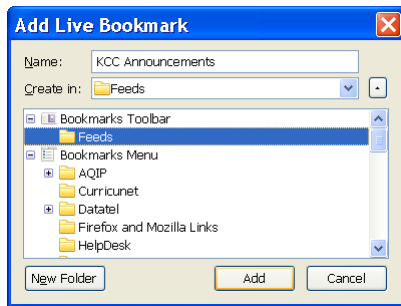 Add Live Bookmark
Name: KCC Announcements
Create in: Feeds
Bookmarks Toolbar
Feeds
Bookmarks Menu
AQIP
Curricunet
Datatel
Firefox and Mozilla Links
HelpDesk
New Folder Add Cancel